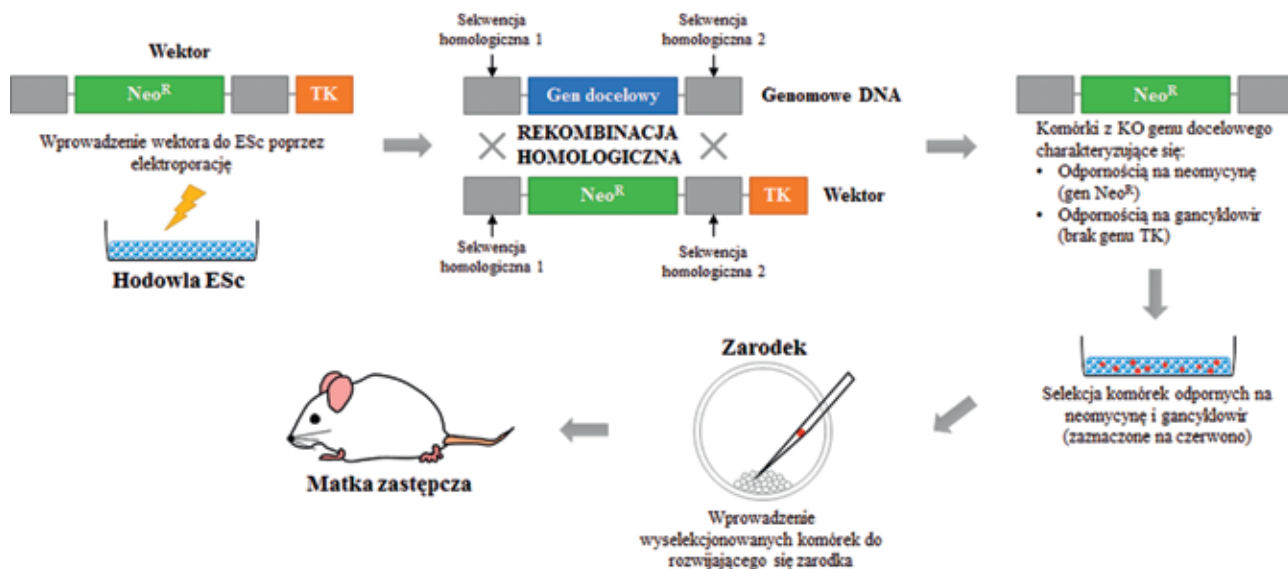 Wektor
Neo^R
TK
Wprowadzenie wektora do ESc poprzez
elektroporację
Hodowla ESc
Sekwencja
homologiczna 1
Sekwencja
homologiczna 2
Gen docelowy
Genomowe DNA
REKOMBINACJA
HOMOLOGICZNA
Neo^R
TK
Wektor
Sekwencja
homologiczna 1
Sekwencja
homologiczna 2
Neo^R
Komórki z KO genu docelowego
charakteryzujące się:
• Odpornością na neomycynę
(gen Neo^R)
• Odpornością na gancyklowir
(brak genu TK)
Selekcja komórek odpornych na
neomycynę i gancyklowir
(zaznaczone na czerwono)
Zarodek
Wprowadzenie
wyselekcjonowanych komórek do
rozwijającego się zarodka
Matka zastępcza